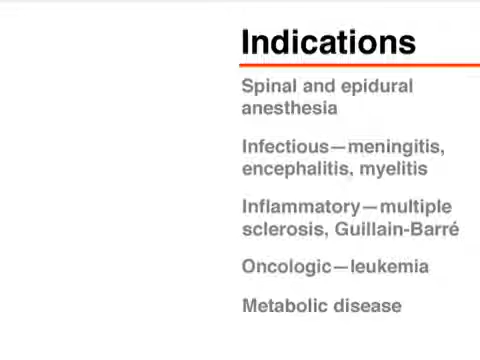 Indications
Spinal and epidural
anesthesia
Infectious—meningitis,
encephalitis, myelitis
Inflammatory—multiple
sclerosis, Guillain-Barré
Oncologic—leukemia
Metabolic disease